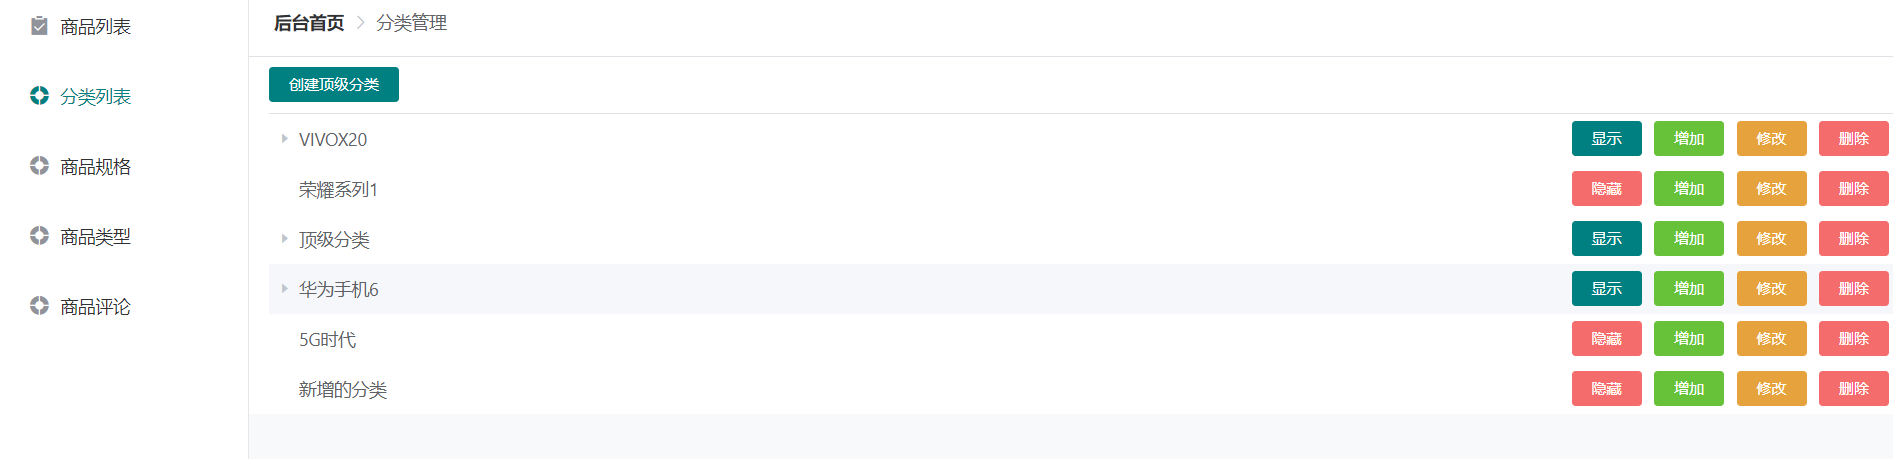 商品列表
分类列表
商品规格
商品类型
商品评论
后台首页 > 分类管理
创建顶级分类
VIVOX20 显示 增加 修改 删除
荣耀系列1 隐藏 增加 修改 删除
顶级分类 显示 增加 修改 删除
华为手机6 显示 增加 修改 删除
5G时代 隐藏 增加 修改 删除
新增的分类 隐藏 增加 修改 删除